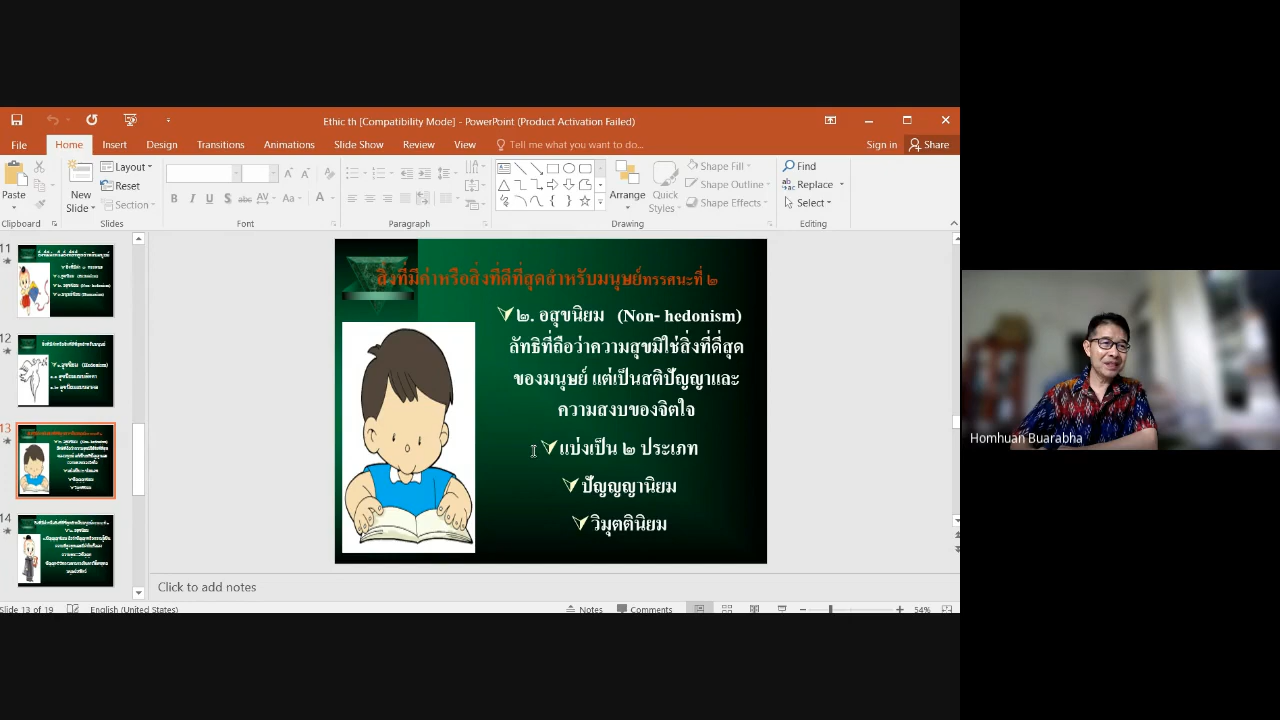 Ethic th [Compatibility Mode] - PowerPoint (Product Activation Failed)
File Home Insert Design Transitions Animations Slide Show Review View Tell me what you want to do... Sign in Share
Paste
New Slide
Layout
Reset
Section
Arrange
Quick Styles
Shape Fill
Shape Outline
Shape Effects
Find
Replace
Select
Clipboard Slides Font Paragraph Drawing Editing
11
12
13
14
สิ่งที่มีค่าหรือสิ่งที่ดีที่สุดสำหรับมนุษย์ทรรศนะที่ ๒
๒. อสุขนิยม (Non- hedonism)
ลัทธิที่ถือว่าความสุขมิใช่สิ่งที่ดี่สุด
ของมนุษย์ แต่เป็นสติปัญญาและ
ความสงบของจิตใจ
แบ่งเป็น ๒ ประเภท
ปัญญญานิยม
วิมุตตินิยม
Homhuan Buarabha
Click to add notes
Slide 13 of 19 English (United States) Notes Comments 54%